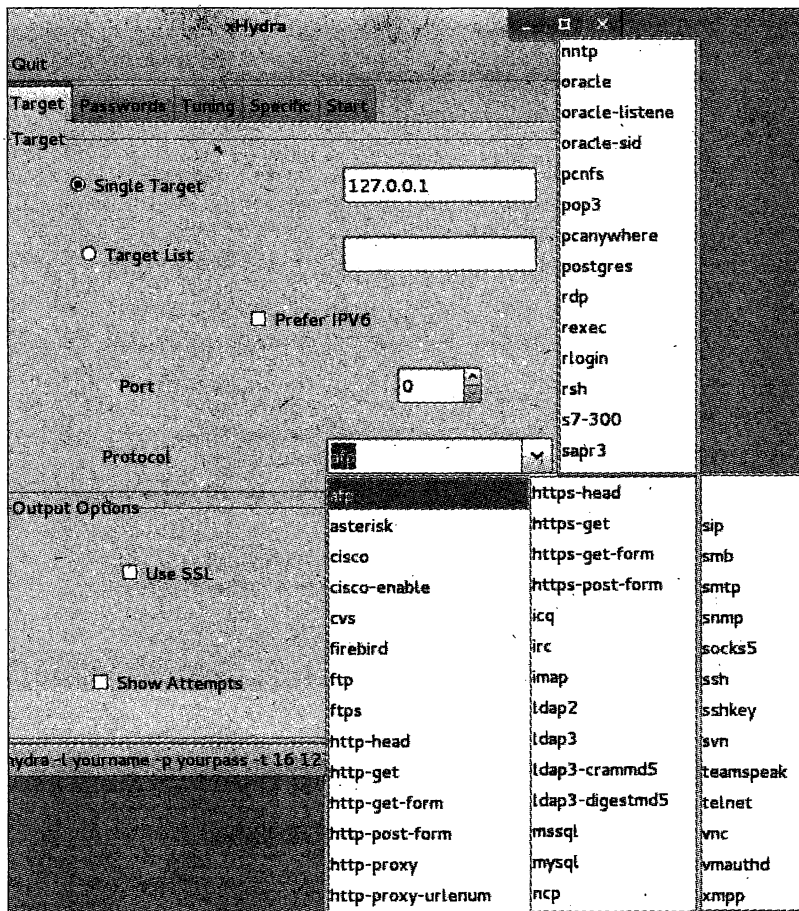 xHydra
Quit
Target Passwords Tuning Specific Start
Target
Single Target
127.0.0.1
Target List
Prefer IPV6
Port
0
Protocol
Output Options
Use SSL
Show Attempts
hydra -l yourname -p yourpass -t 16 12
asterisk
cisco
cisco-enable
cvs
firebird
ftp
ftps
http-head
http-get
http-get-form
http-post-form
http-proxy
http-proxy-urlenum
https-head
https-get
https-get-form
https-post-form
icq
irc
imap
ldap2
ldap3
ldap3-crammd5
ldap3-digestmd5
mssql
mysql
ncp
nntp
oracle
oracle-listene
oracle-sid
pcnfs
pop3
pcanywhere
postgres
rdp
rexec
rlogin
rsh
s7-300
sapr3
sip
smb
smtp
snmp
socks5
ssh
sshkey
svn
teamspeak
telnet
vnc
vmauthd
xmpp